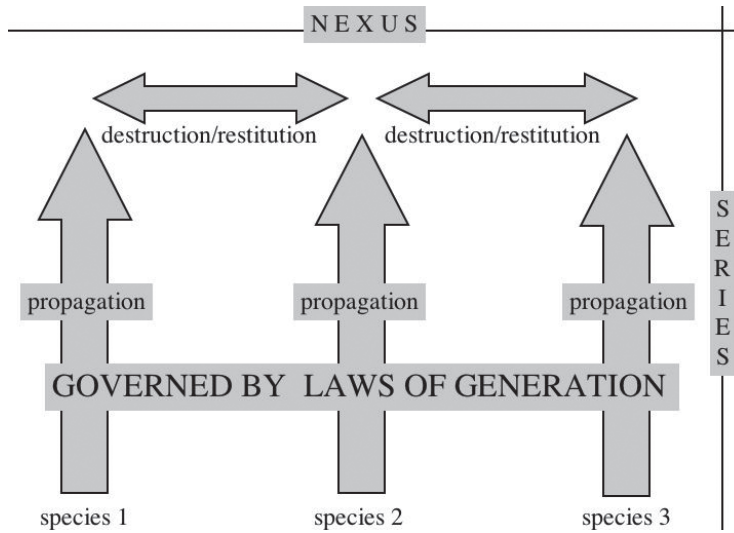 NEXUS
destruction/restitution destruction/restitution
SERIES
propagation propagation propagation
GOVERNED BY LAWS OF GENERATION
species 1 species 2 species 3